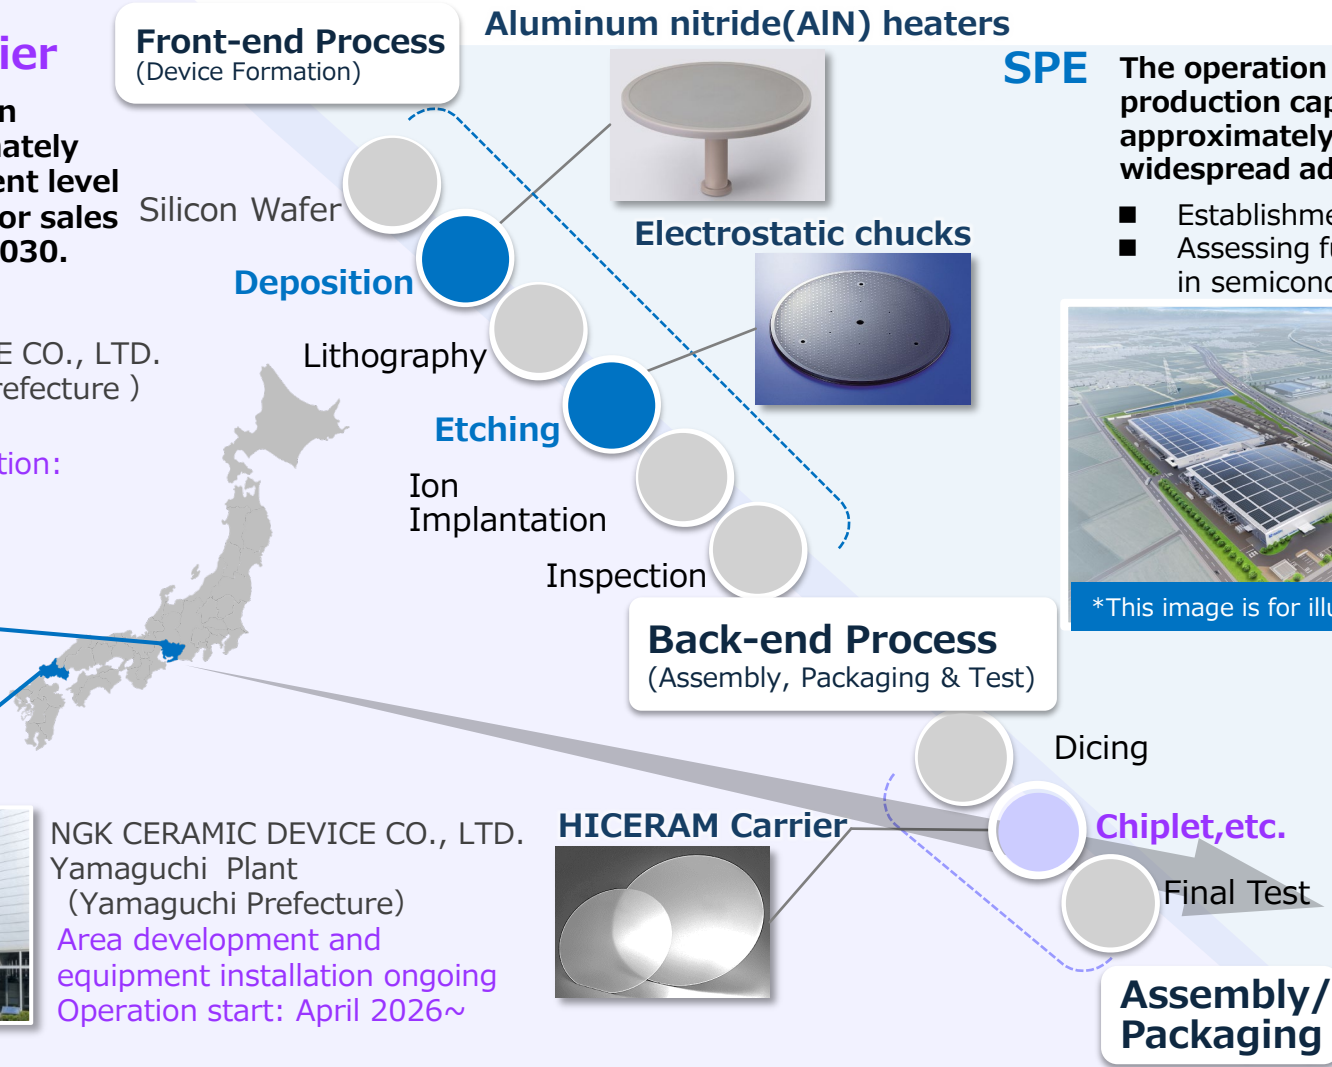 ier
n
ately
ent level
or sales
030.
E CO., LTD.
refecture )
tion:
Front-end Process
(Device Formation)
Silicon Wafer
Deposition
Lithography
Etching
Ion
Implantation
Inspection
Aluminum nitride(AlN) heaters
Electrostatic chucks
SPE
The operation
production cap
approximately
widespread ad
■ Establishme
■ Assessing fu
in semicond
*This image is for illu
Back-end Process
(Assembly, Packaging & Test)
Dicing
Chiplet,etc.
Final Test
HICERAM Carrier
NGK CERAMIC DEVICE CO., LTD.
Yamaguchi Plant
（Yamaguchi Prefecture）
Area development and
equipment installation ongoing
Operation start: April 2026~
Assembly/
Packaging